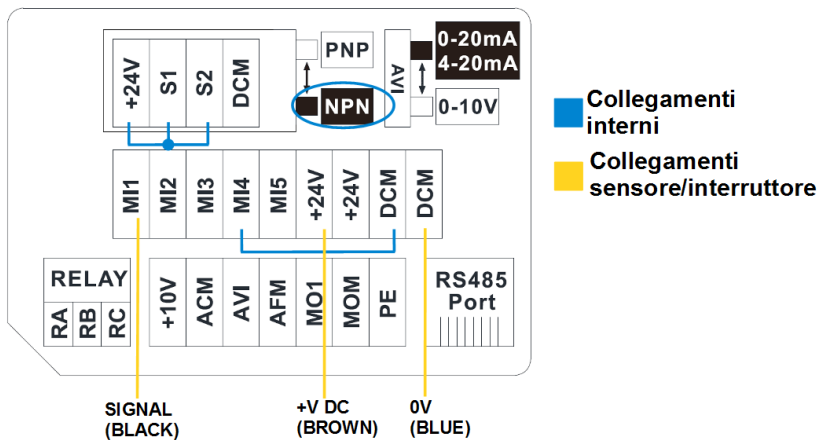 +24V S1 S2 DCM
PNP
NPN
AVI
0-20mA
4-20mA
0-10V
Collegamenti
interni
Collegamenti
sensore/interruttore
MI1 MI2 MI3 MI4 MI5 +24V +24V DCM DCM
RELAY
RA RB RC
+10V ACM AVI AFM MO1 MOM PE
RS485
Port
SIGNAL
(BLACK)
+V DC
(BROWN)
0V
(BLUE)